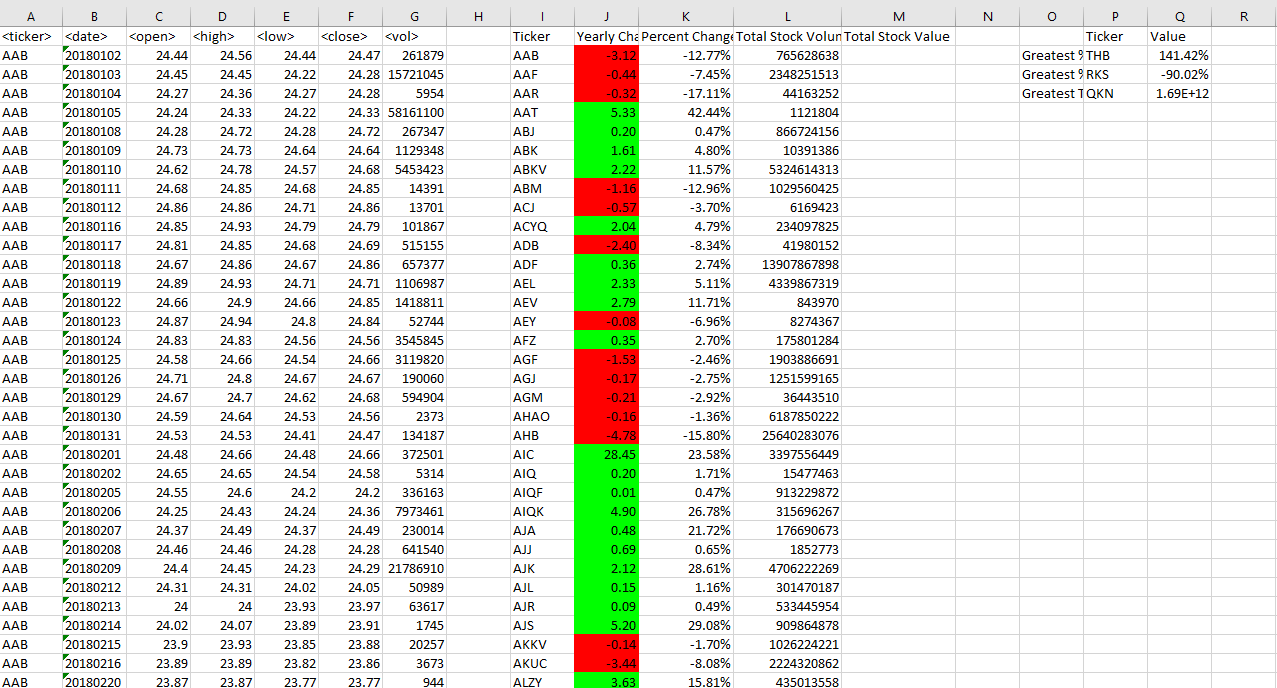 A B C D E F G H I J K L M N O P Q R
<ticker> <date> <open> <high> <low> <close> <vol> Ticker Yearly Cha Percent Change Total Stock Volum Total Stock Value Ticker Value
AAB 20180102 24.44 24.56 24.44 24.47 261879 AAB -3.12 -12.77% 765628638 Greatest % THB 141.42%
AAB 20180103 24.45 24.45 24.22 24.28 15721045 AAF -0.44 -7.45% 2348251513 Greatest % RKS -90.02%
AAB 20180104 24.27 24.36 24.27 24.28 5954 AAR -0.32 -17.11% 44163252 Greatest T QKN 1.69E+12
AAB 20180105 24.24 24.33 24.22 24.33 58161100 AAT 5.33 42.44% 1121804
AAB 20180108 24.28 24.72 24.28 24.72 267347 ABJ 0.20 0.47% 866724156
AAB 20180109 24.73 24.73 24.64 24.64 1129348 ABK 1.61 4.80% 10391386
AAB 20180110 24.62 24.78 24.57 24.68 5453423 ABKV 2.22 11.57% 5324614313
AAB 20180111 24.68 24.85 24.68 24.85 14391 ABM -1.16 -12.96% 1029560425
AAB 20180112 24.86 24.86 24.71 24.86 13701 ACJ -0.57 -3.70% 6169423
AAB 20180116 24.85 24.93 24.79 24.79 101867 ACYQ 2.04 4.79% 234097825
AAB 20180117 24.81 24.85 24.68 24.69 515155 ADB -2.40 -8.34% 41980152
AAB 20180118 24.67 24.86 24.67 24.86 657377 ADF 0.36 2.74% 13907867898
AAB 20180119 24.89 24.93 24.71 24.71 1106987 AEL 2.33 5.11% 4339867319
AAB 20180122 24.66 24.9 24.66 24.85 1418811 AEV 2.79 11.71% 843970
AAB 20180123 24.87 24.94 24.8 24.84 52744 AEY -0.08 -6.96% 8274367
AAB 20180124 24.83 24.83 24.56 24.56 3545845 AFZ 0.35 2.70% 175801284
AAB 20180125 24.58 24.66 24.54 24.66 3119820 AGF -1.53 -2.46% 1903886691
AAB 20180126 24.71 24.8 24.67 24.67 190060 AGJ -0.17 -2.75% 1251599165
AAB 20180129 24.67 24.7 24.62 24.68 594904 AGM -0.21 -2.92% 36443510
AAB 20180130 24.59 24.64 24.53 24.56 2373 AHAO -0.16 -1.36% 6187850222
AAB 20180131 24.53 24.53 24.41 24.47 134187 AHB -4.78 -15.80% 25640283076
AAB 20180201 24.48 24.66 24.48 24.66 372501 AIC 28.45 23.58% 3397556449
AAB 20180202 24.65 24.65 24.54 24.58 5314 AIQ 0.20 1.71% 15477463
AAB 20180205 24.55 24.6 24.2 24.2 336163 AIQF 0.01 0.47% 913229872
AAB 20180206 24.25 24.43 24.24 24.36 7973461 AIQK 4.90 26.78% 315696267
AAB 20180207 24.37 24.49 24.37 24.49 230014 AJA 0.48 21.72% 176690673
AAB 20180208 24.46 24.46 24.28 24.28 641540 AJJ 0.69 0.65% 1852773
AAB 20180209 24.4 24.45 24.23 24.29 21786910 AJK 2.12 28.61% 4706222269
AAB 20180212 24.31 24.31 24.02 24.05 50989 AJL 0.15 1.16% 301470187
AAB 20180213 24 24 23.93 23.97 63617 AJR 0.09 0.49% 533445954
AAB 20180214 24.02 24.07 23.89 23.91 1745 AJS 5.20 29.08% 909864878
AAB 20180215 23.9 23.93 23.85 23.88 20257 AKKV -0.14 -1.70% 1026224221
AAB 20180216 23.89 23.89 23.82 23.86 3673 AKUC -3.44 -8.08% 2224320862
AAB 20180220 23.87 23.87 23.77 23.77 944 ALZY 3.63 15.81% 435013558